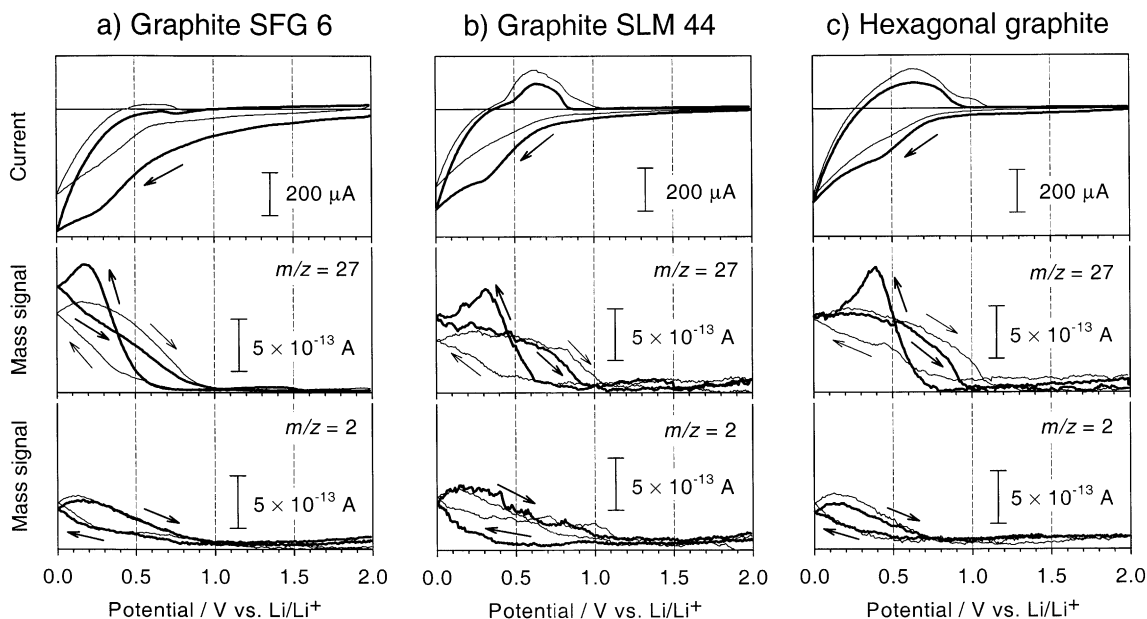 a) Graphite SFG 6
b) Graphite SLM 44
c) Hexagonal graphite
Current
200 µA
200 µA
200 µA
Mass signal
m/z = 27
5 × 10⁻¹³ A
m/z = 27
5 × 10⁻¹³ A
m/z = 27
5 × 10⁻¹³ A
Mass signal
m/z = 2
5 × 10⁻¹³ A
m/z = 2
5 × 10⁻¹³ A
m/z = 2
5 × 10⁻¹³ A
0.0 0.5 1.0 1.5 2.0
0.0 0.5 1.0 1.5 2.0
0.0 0.5 1.0 1.5 2.0
Potential / V vs. Li/Li⁺
Potential / V vs. Li/Li⁺
Potential / V vs. Li/Li⁺